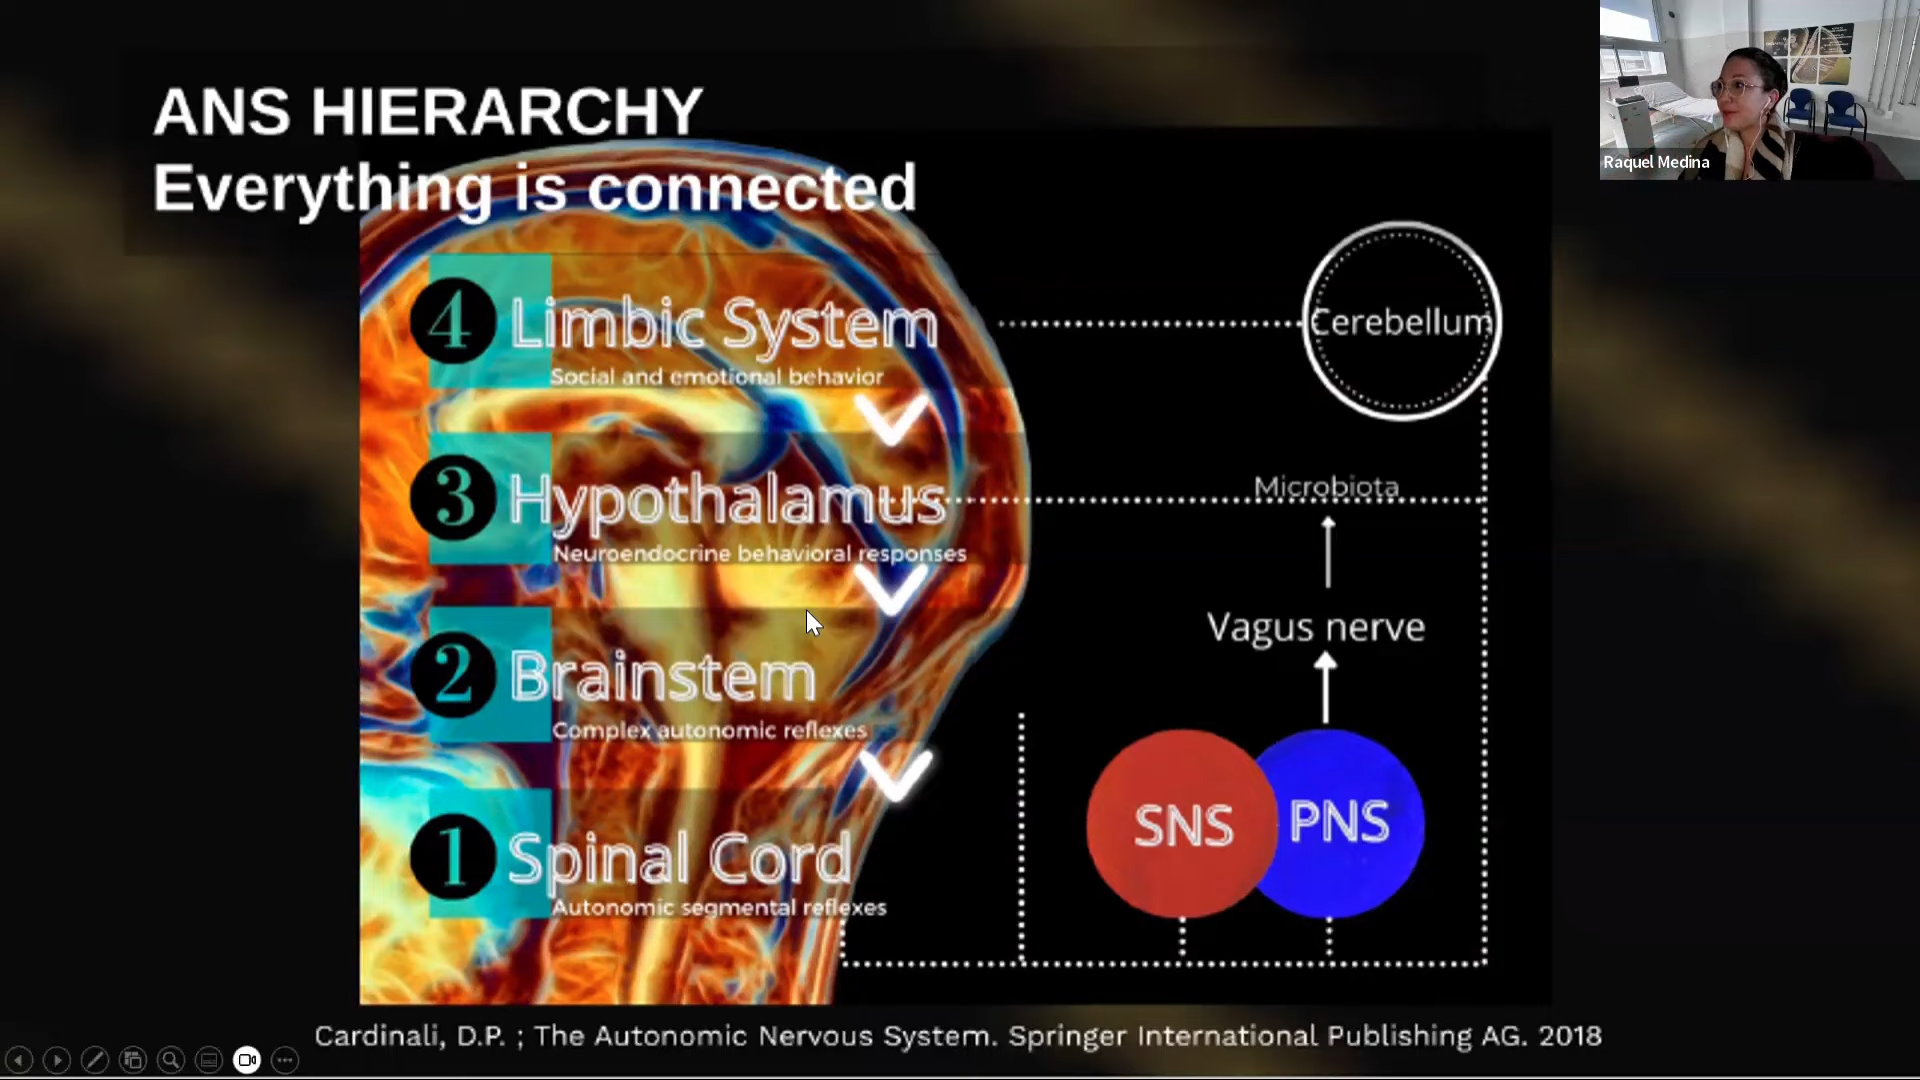 ANS HIERARCHY
Everything is connected
Raquel Medina
4 Limbic System
Social and emotional behavior
Cerebellum
3 Hypothalamus
Neuroendocrine behavioral responses
Microbiota
Vagus nerve
2 Brainstem
Complex autonomic reflexes
SNS PNS
1 Spinal Cord
Autonomic segmental reflexes
Cardinali, D.P. ; The Autonomic Nervous System. Springer International Publishing AG. 2018